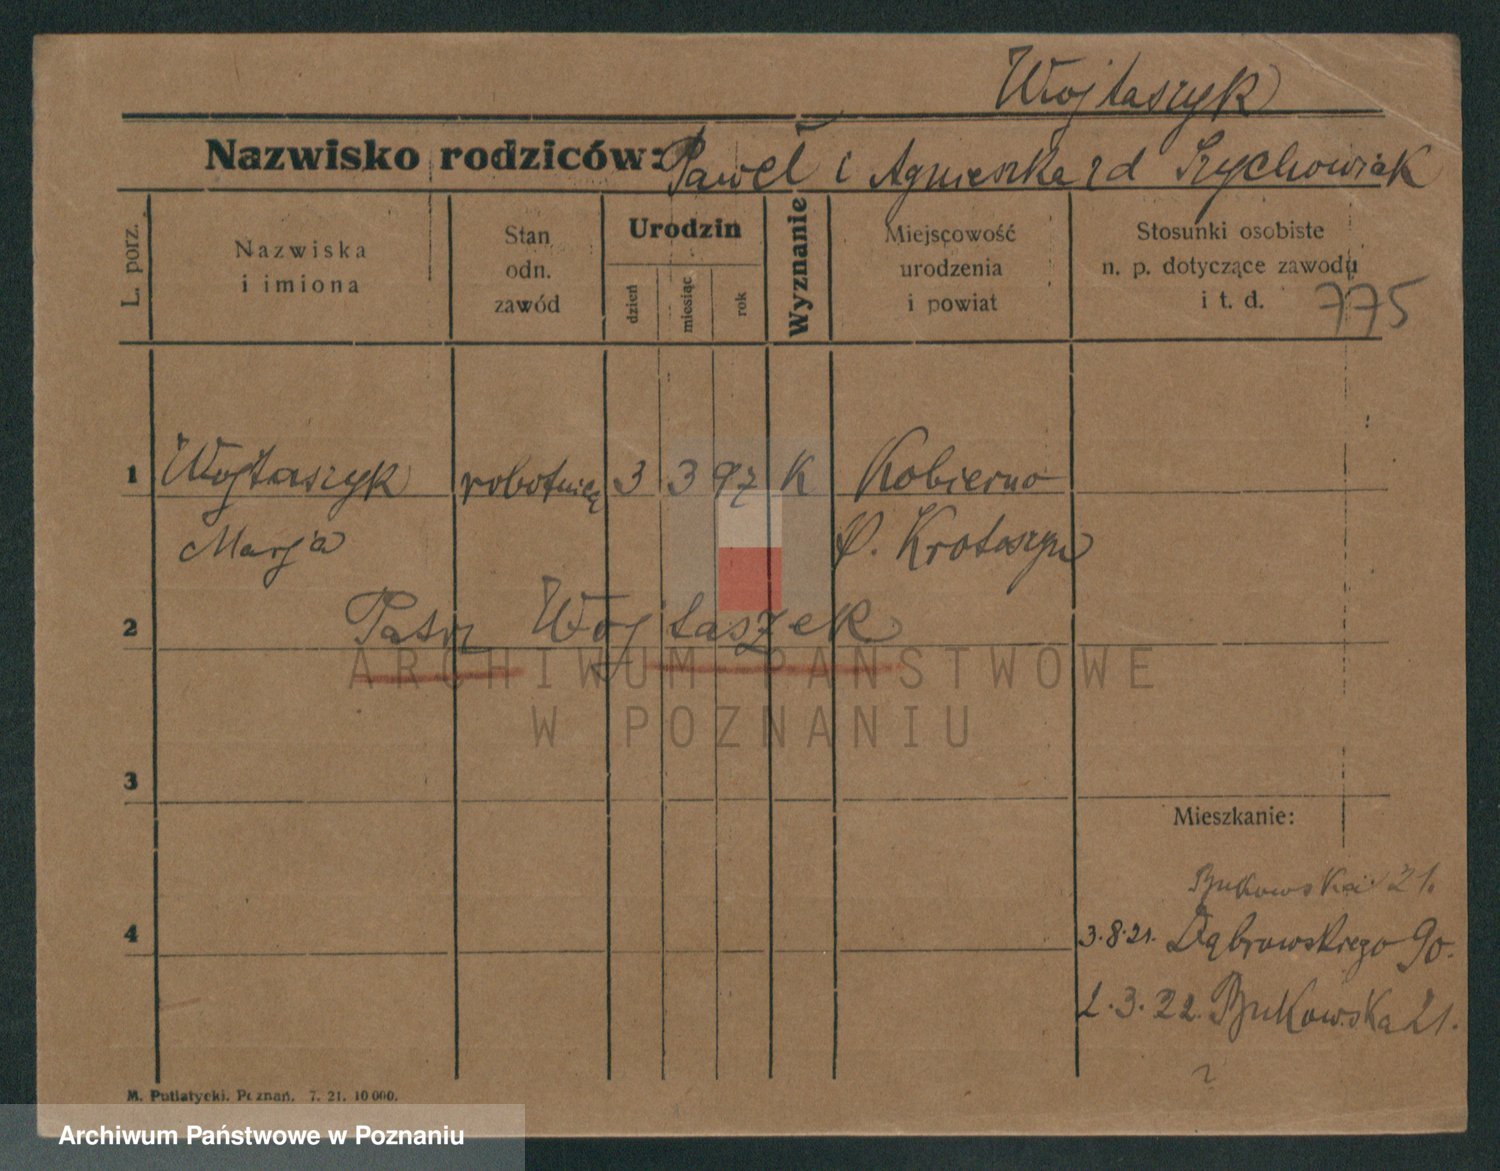 Wojtaszyk
Nazwisko rodziców: Paweł i Agnieszka zd Szychowiak
L. porz.
Nazwiska
i imiona
Stan
odn.
zawód
Urodzin
dzień
miesiąc
rok
Wyznanie
Miejscowość
urodzenia
i powiat
Stosunki osobiste
n. p. dotyczące zawodu
i t. d.
775
1 Wojtaszyk robotnica 3 3 97 K Kobierno
Marja p. Krotoszyn
2 Patrz Wojtaszek
ARCHIWUM PAŃSTWOWE
W POZNANIU
3
Mieszkanie:
Bukowska 21.
4 3.8.21. Dąbrowskiego 90.
2.3.22. Bukowska 21.
?
M. Putiatycki. Poznań. 7. 21. 10 000.
Archiwum Państwowe w Poznaniu